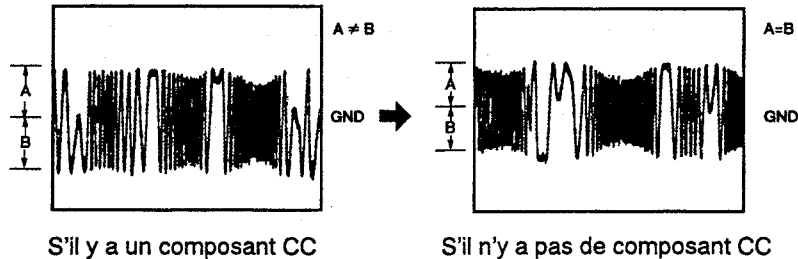 A ≠ B
A
GND
B
S'il y a un composant CC
A=B
A
GND
B
S'il n'y a pas de composant CC